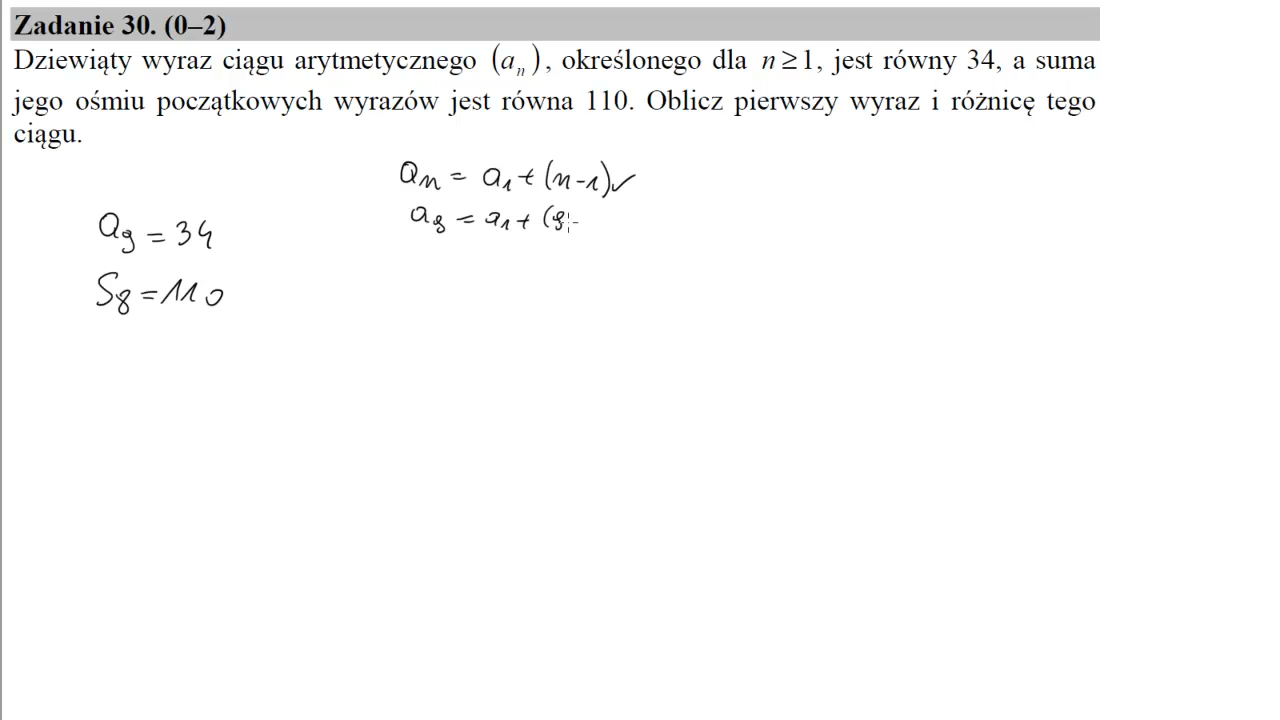 Zadanie 30. (0–2)
Dziewiąty wyraz ciągu arytmetycznego (aₙ), określonego dla n ≥ 1, jest równy 34, a suma
jego ośmiu początkowych wyrazów jest równa 110. Oblicz pierwszy wyraz i różnicę tego
ciągu.
aₙ = a₁ + (n-1)r
a₉ = a₁ + (9-
a₉ = 34
S₈ = 110